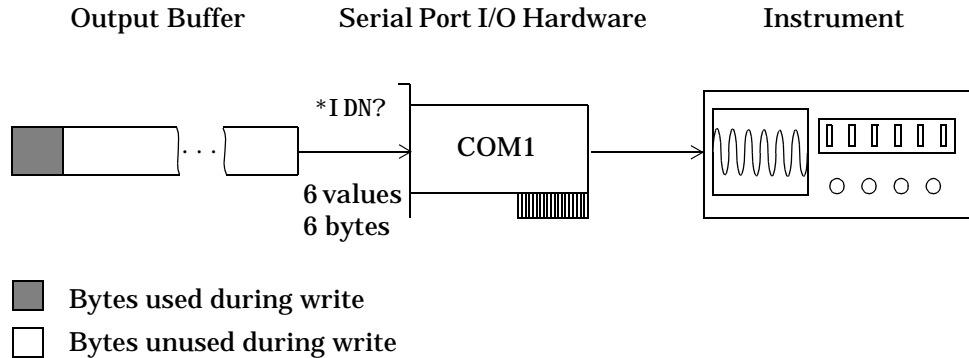 Output Buffer
Serial Port I/O Hardware
Instrument
*IDN?
. . .
COM1
6 values
6 bytes
Bytes used during write
Bytes unused during write